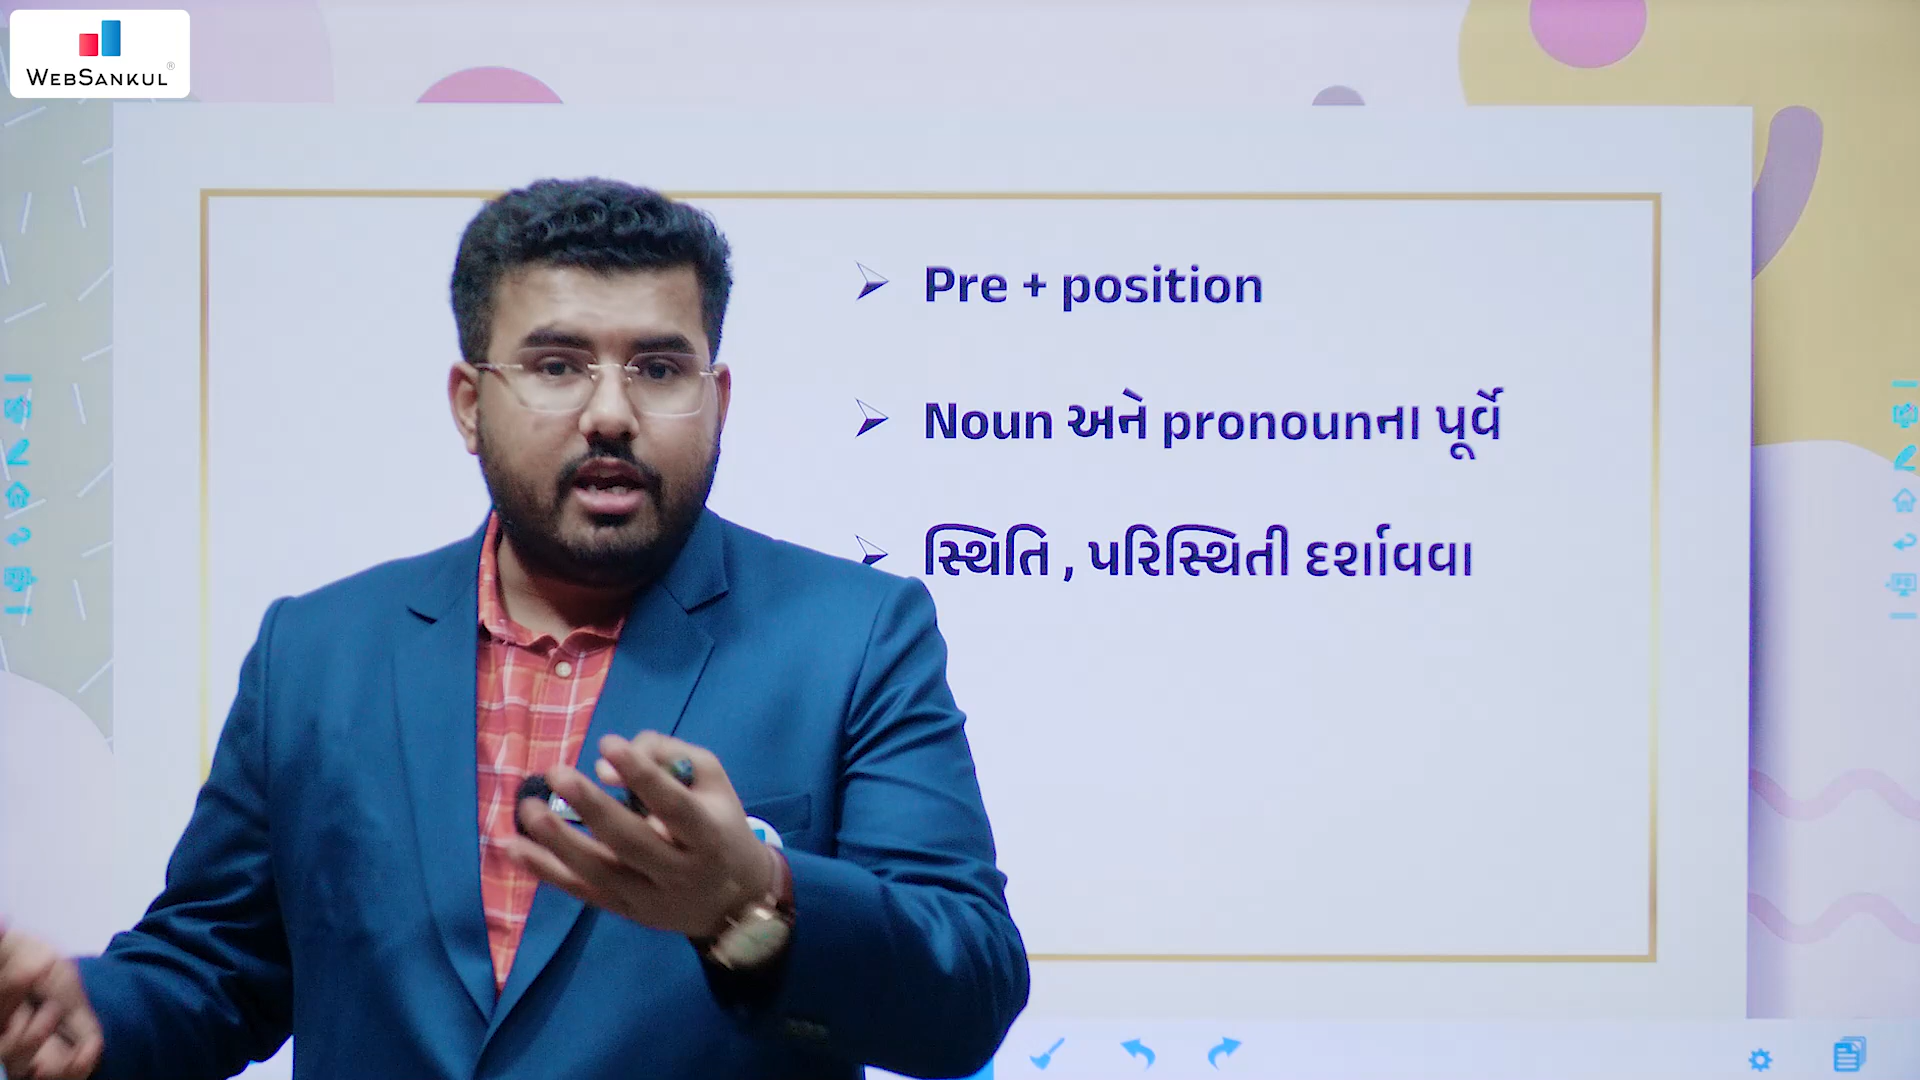 WEBSANKUL®
Pre + position
Noun અને pronounના પૂર્વે
સ્થિતિ , પરિસ્થિતી દર્શાવવા